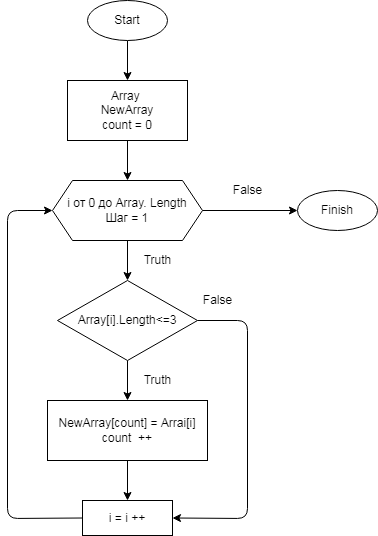 Start
Array
NewArray
count = 0
i от 0 до Array. Length
Шаг = 1
False
Finish
Truth
Array[i].Length<=3
False
Truth
NewArray[count] = Arrai[i]
count ++
i = i ++